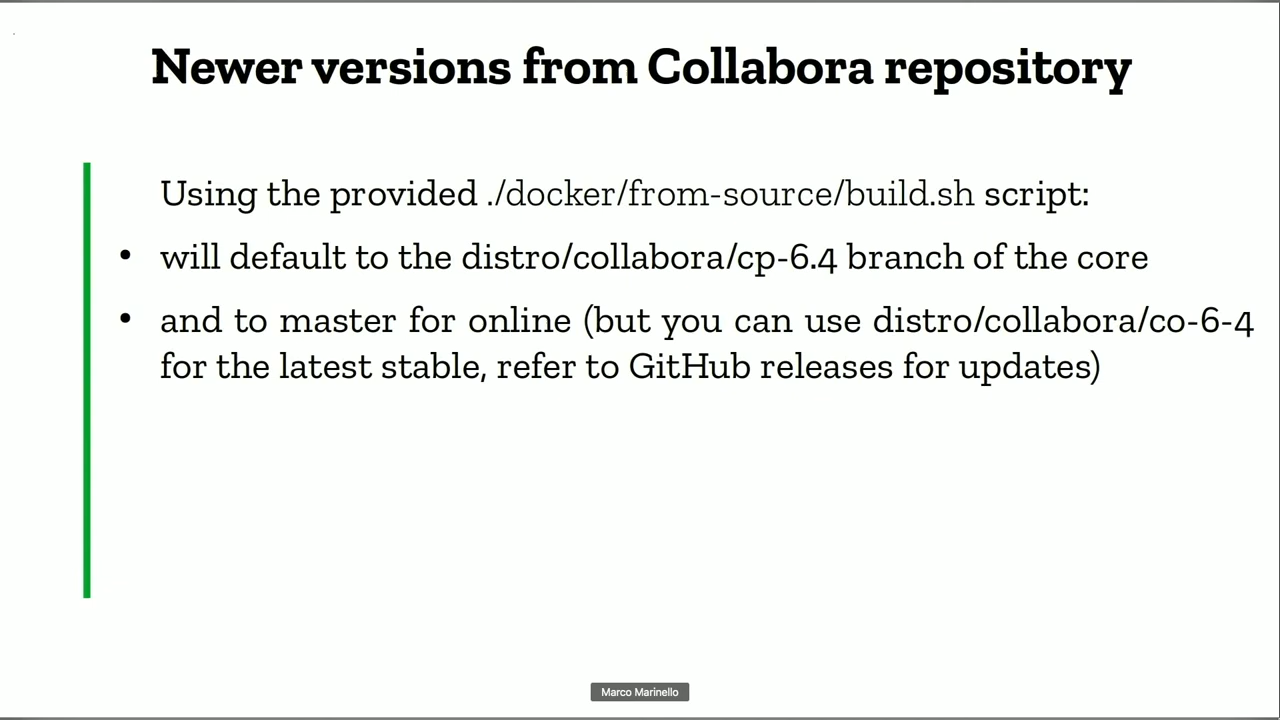 Newer versions from Collabora repository
Using the provided ./docker/from-source/build.sh script:
• will default to the distro/collabora/cp-6.4 branch of the core
• and to master for online (but you can use distro/collabora/co-6-4
for the latest stable, refer to GitHub releases for updates)
Marco Marinello